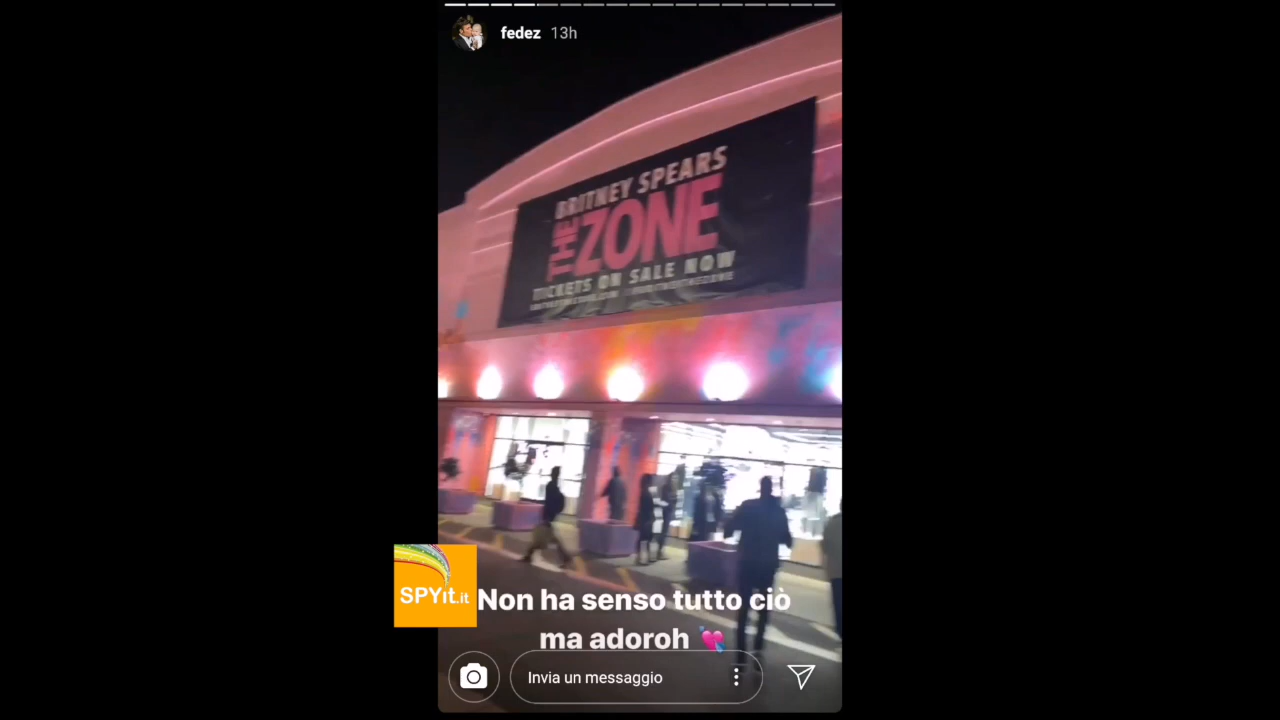 fedez 13h
BRITNEY SPEARS
THE ZONE
TICKETS ON SALE NOW
SPYit.it
Non ha senso tutto ciò
ma adoroh
Invia un messaggio